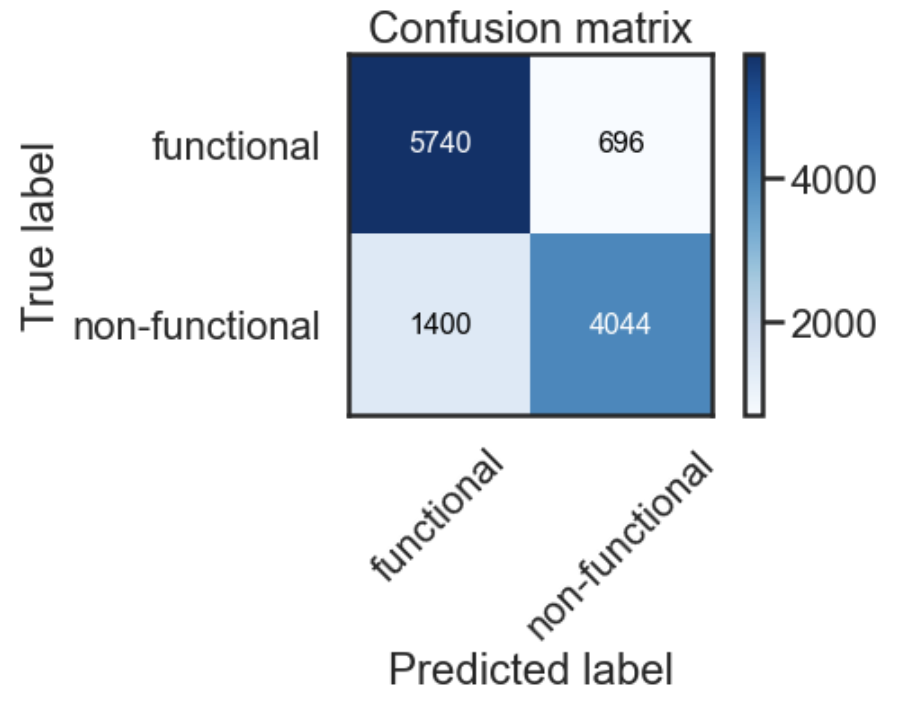 Confusion matrix
True label
functional
5740
696
4000
non-functional
1400
4044
2000
functional
non-functional
Predicted label